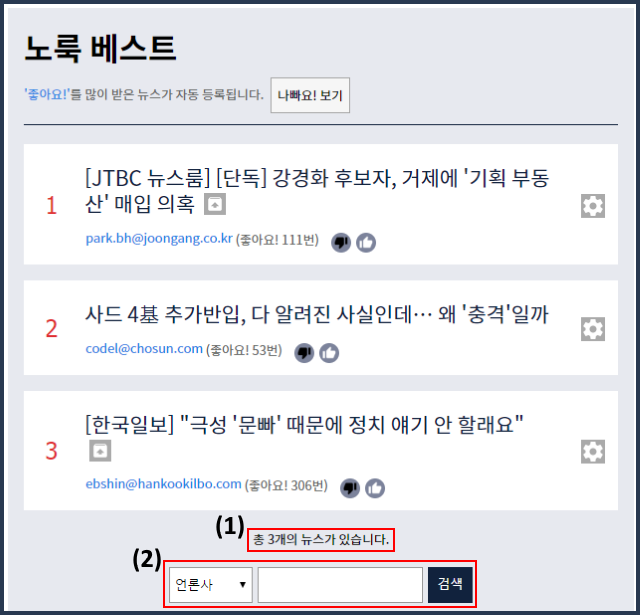 노룩 베스트
'좋아요!'를 많이 받은 뉴스가 자동 등록됩니다. 나빠요! 보기
1
[JTBC 뉴스룸] [단독] 강경화 후보자, 거제에 '기획 부동
산' 매입 의혹
park.bh@joongang.co.kr (좋아요! 111번)
2
사드 4基 추가반입, 다 알려진 사실인데… 왜 '충격'일까
codel@chosun.com (좋아요! 53번)
3
[한국일보] "극성 '문빠' 때문에 정치 얘기 안 할래요"
ebshin@hankookilbo.com (좋아요! 306번)
(1)
총 3개의 뉴스가 있습니다.
(2)
언론사 ▼ 검색